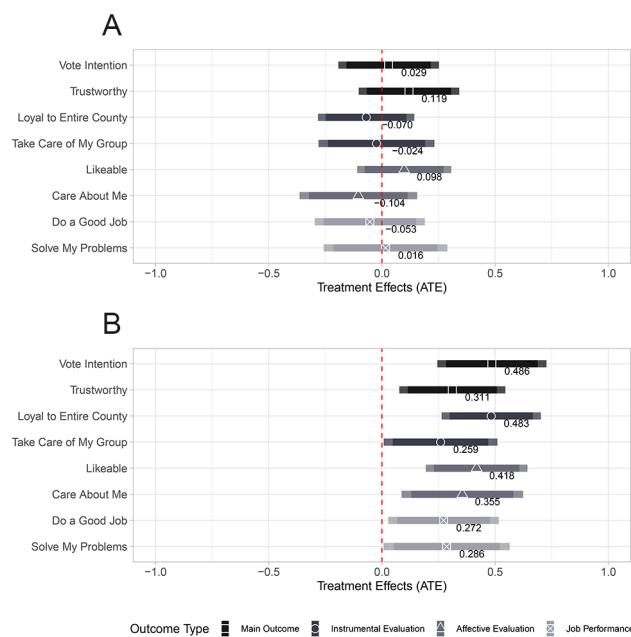 A
Vote Intention
0.029
Trustworthy
0.119
Loyal to Entire County
−0.070
Take Care of My Group
−0.024
Likeable
0.098
Care About Me
−0.104
Do a Good Job
−0.053
Solve My Problems
0.016
−1.0 −0.5 0.0 0.5 1.0
Treatment Effects (ATE)
B
Vote Intention
0.486
Trustworthy
0.311
Loyal to Entire County
0.483
Take Care of My Group
0.259
Likeable
0.418
Care About Me
0.355
Do a Good Job
0.272
Solve My Problems
0.286
−1.0 −0.5 0.0 0.5 1.0
Treatment Effects (ATE)
Outcome Type Main Outcome Instrumental Evaluation Affective Evaluation Job Performance